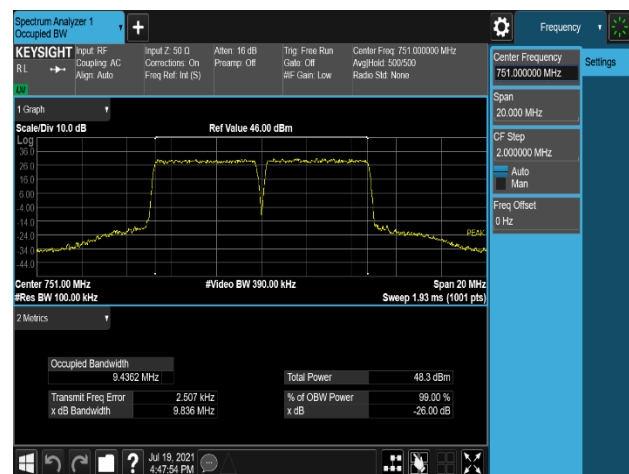 Spectrum Analyzer 1
Occupied BW
Frequency
KEYSIGHT
Input: RF
Coupling: AC
Align: Auto
Input Z: 50 Ω
Corrections: On
Freq Ref: Int (S)
Atten: 16 dB
Preamp: Off
Trig: Free Run
Gate: Off
#IF Gain: Low
Center Freq: 751.000000 MHz
Avg|Hold: 500/500
Radio Std: None
R L
LVI
Center Frequency
751.000000 MHz
Settings
Span
20.000 MHz
CF Step
2.000000 MHz
Auto
Man
Freq Offset
0 Hz
1 Graph
Scale/Div 10.0 dB
Ref Value 46.00 dBm
Log
36.0
26.0
16.0
6.00
-4.00
-14.0
-24.0
-34.0
-44.0
PEAK
Center 751.00 MHz
#Video BW 390.00 kHz
Span 20 MHz
#Res BW 100.00 kHz
Sweep 1.93 ms (1001 pts)
2 Metrics
Occupied Bandwidth
9.4362 MHz
Total Power
48.3 dBm
Transmit Freq Error
2.507 kHz
% of OBW Power
99.00 %
x dB Bandwidth
9.836 MHz
x dB
-26.00 dB
?
Jul 19, 2021
4:47:54 PM